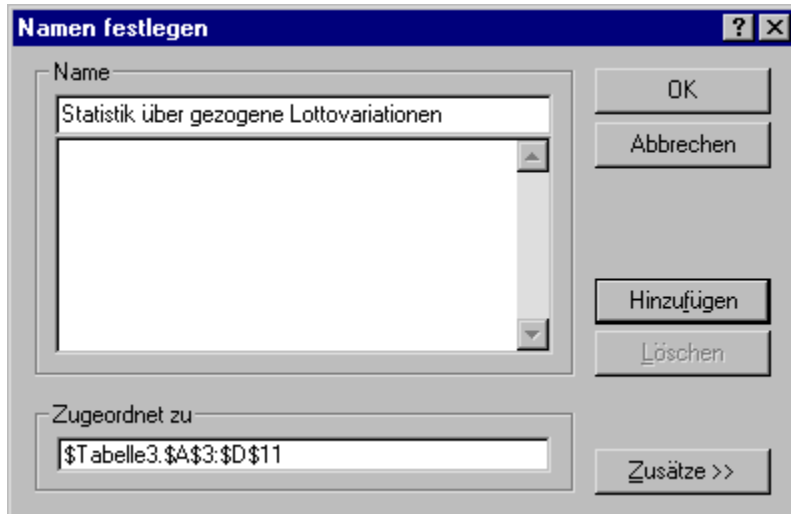 Namen festlegen
Name
Statistik über gezogene Lottovariationen
OK
Abbrechen
Hinzufügen
Löschen
Zugeordnet zu
$Tabelle3.$A$3:$D$11
Zusätze >>